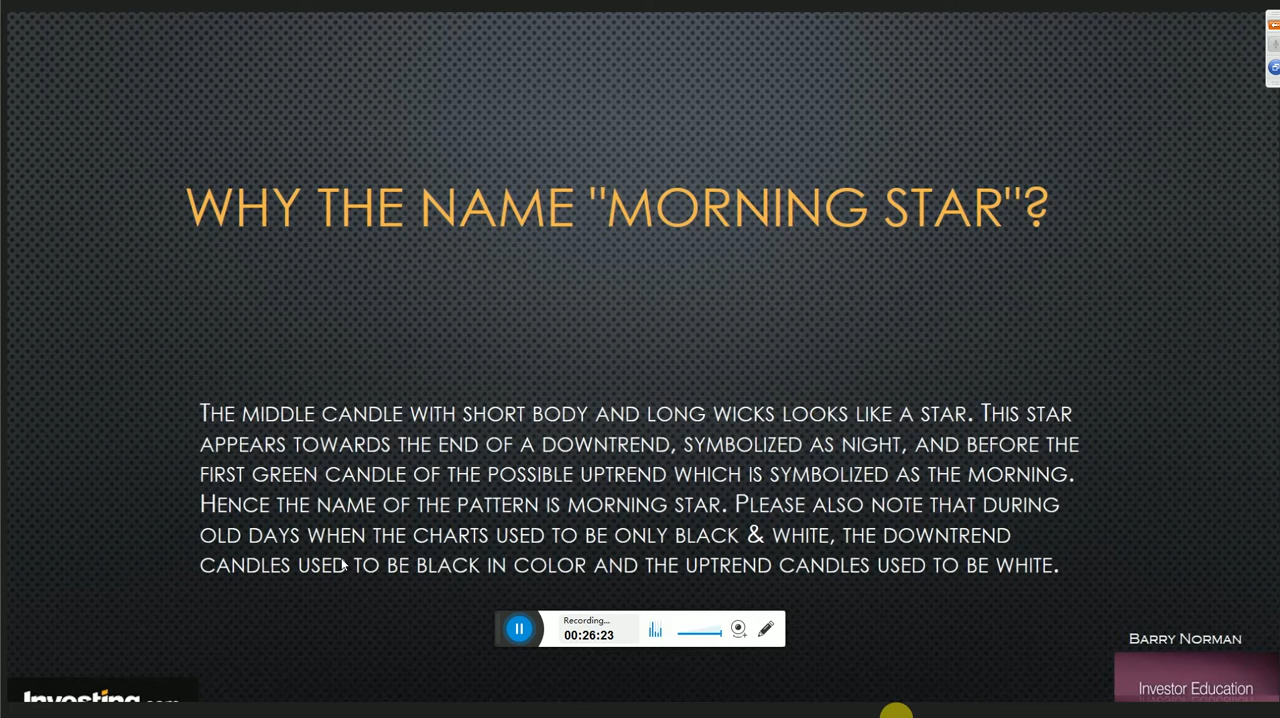 WHY THE NAME "MORNING STAR"?
THE MIDDLE CANDLE WITH SHORT BODY AND LONG WICKS LOOKS LIKE A STAR. THIS STAR
APPEARS TOWARDS THE END OF A DOWNTREND, SYMBOLIZED AS NIGHT, AND BEFORE THE
FIRST GREEN CANDLE OF THE POSSIBLE UPTREND WHICH IS SYMBOLIZED AS THE MORNING.
HENCE THE NAME OF THE PATTERN IS MORNING STAR. PLEASE ALSO NOTE THAT DURING
OLD DAYS WHEN THE CHARTS USED TO BE ONLY BLACK & WHITE, THE DOWNTREND
CANDLES USED TO BE BLACK IN COLOR AND THE UPTREND CANDLES USED TO BE WHITE.
Recording...
00:26:23
BARRY NORMAN
Investor Education
Investing.com